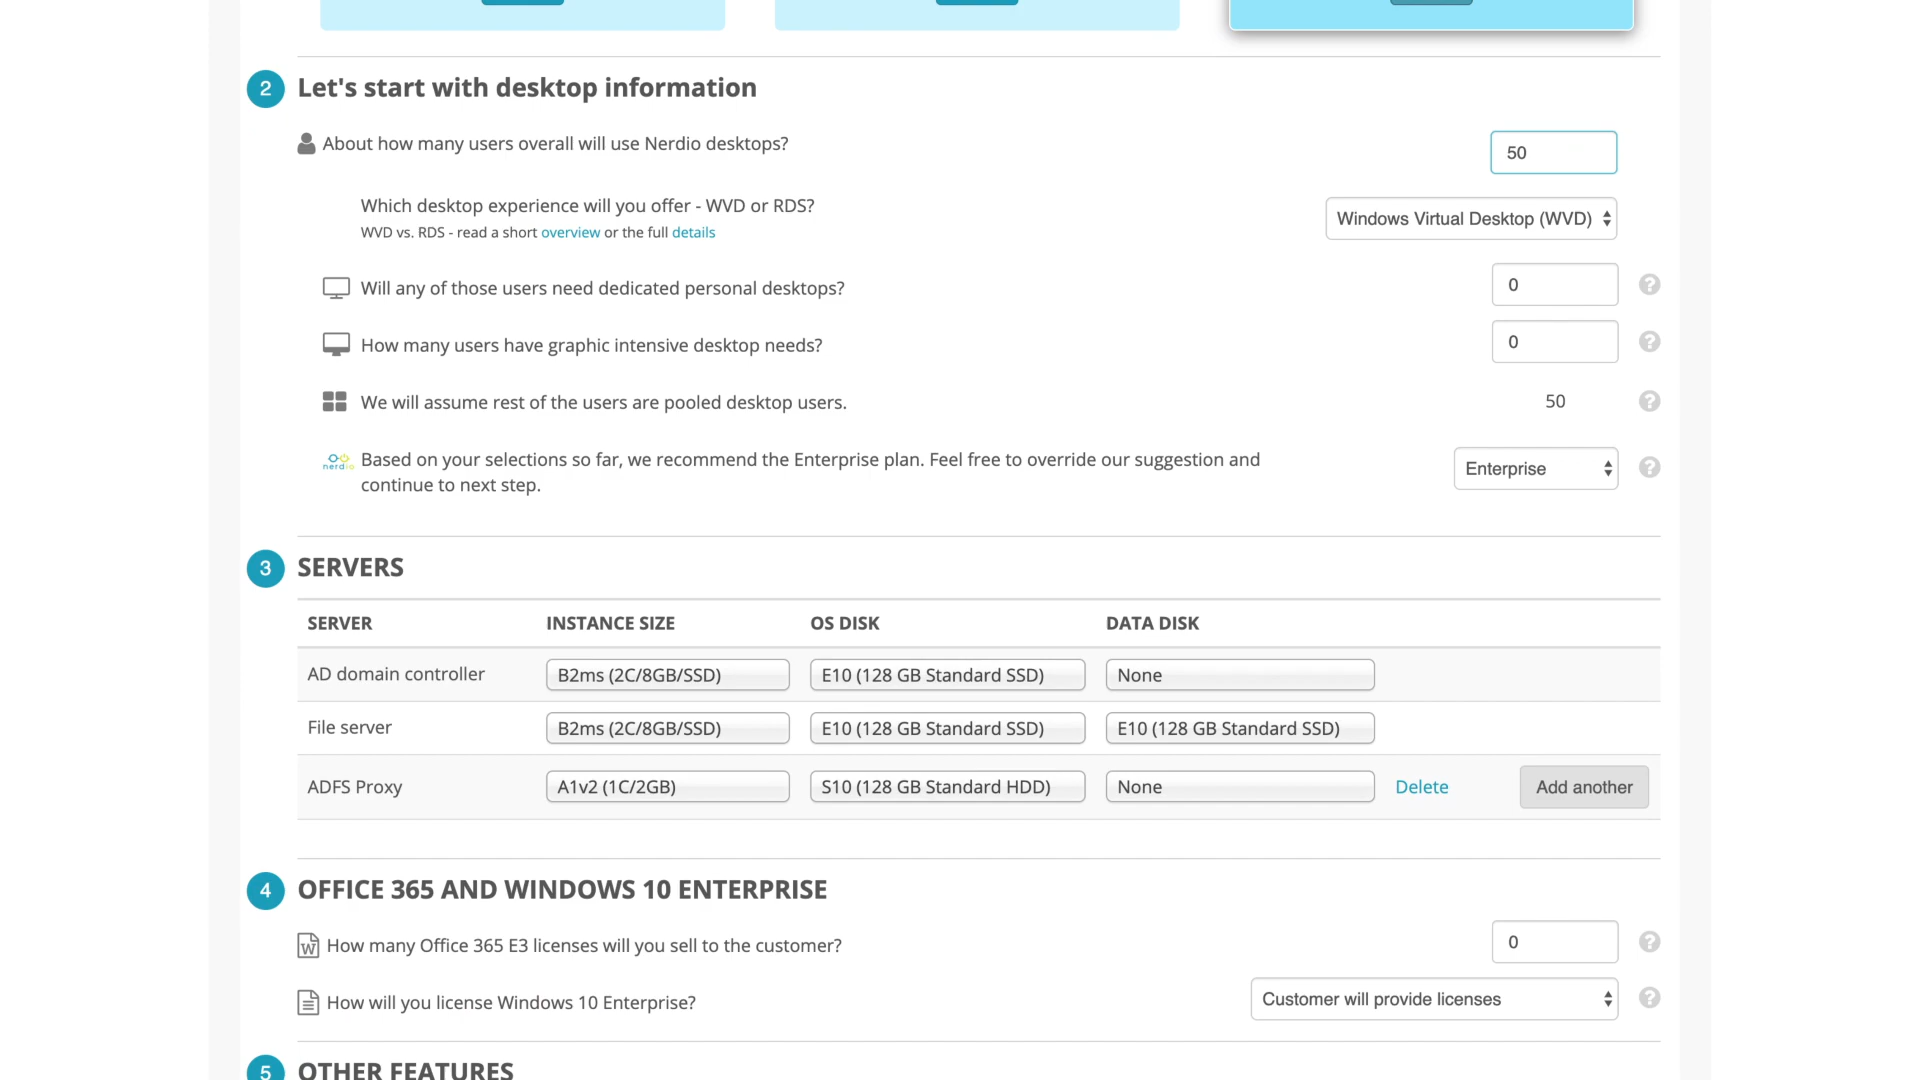 2 Let's start with desktop information
About how many users overall will use Nerdio desktops? 50
Which desktop experience will you offer - WVD or RDS? Windows Virtual Desktop (WVD)
WVD vs. RDS - read a short overview or the full details
Will any of those users need dedicated personal desktops? 0 ?
How many users have graphic intensive desktop needs? 0 ?
We will assume rest of the users are pooled desktop users. 50 ?
nerdio Based on your selections so far, we recommend the Enterprise plan. Feel free to override our suggestion and
continue to next step. Enterprise ?
3 SERVERS
SERVER INSTANCE SIZE OS DISK DATA DISK
AD domain controller B2ms (2C/8GB/SSD) E10 (128 GB Standard SSD) None
File server B2ms (2C/8GB/SSD) E10 (128 GB Standard SSD) E10 (128 GB Standard SSD)
ADFS Proxy A1v2 (1C/2GB) S10 (128 GB Standard HDD) None Delete Add another
4 OFFICE 365 AND WINDOWS 10 ENTERPRISE
How many Office 365 E3 licenses will you sell to the customer? 0 ?
How will you license Windows 10 Enterprise? Customer will provide licenses ?
5 OTHER FEATURES